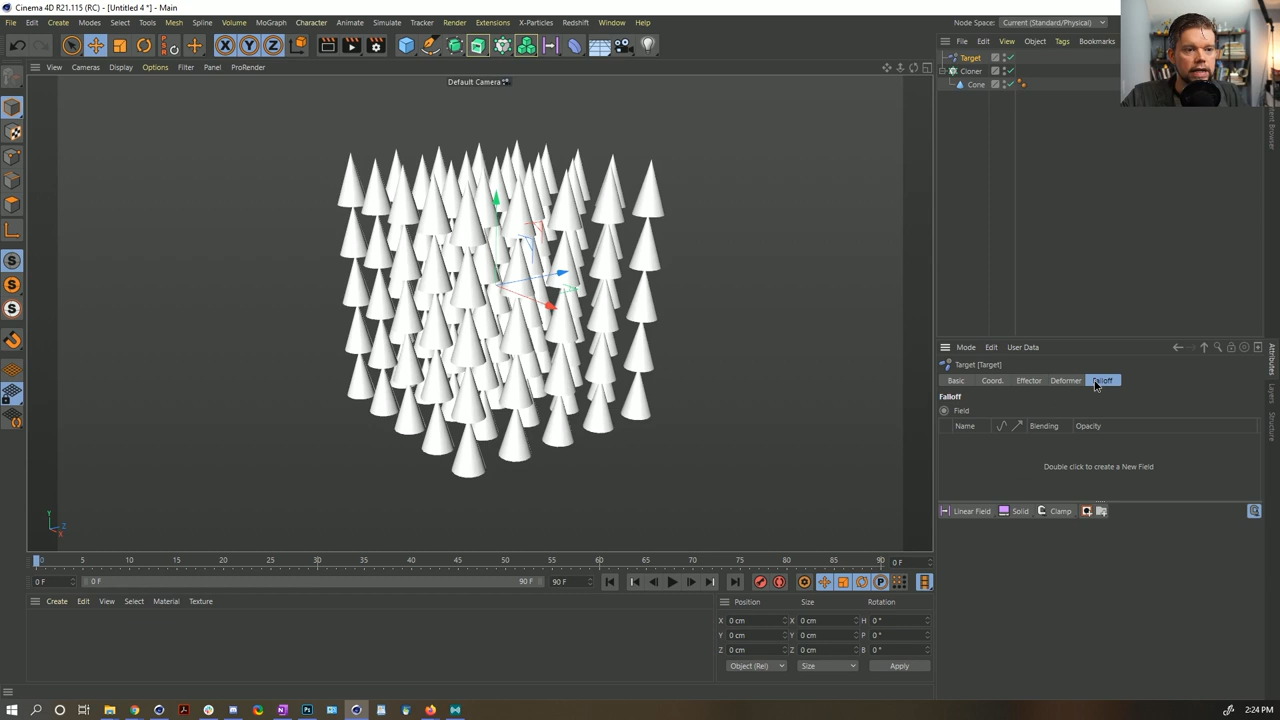 Cinema 4D R21.115 (RC) - [Untitled 4 *] - Main
File Edit Create Modes Select Tools Mesh Spline Volume MoGraph Character Animate Simulate Tracker Render Extensions X-Particles Redshift Window Help
Node Space: Current (Standard/Physical)
File Edit View Object Tags Bookmarks
X Y Z
View Cameras Display Options Filter Panel ProRender
Default Camera
Target
Cloner
Cone
Content Browser
Mode Edit User Data
Target [Target]
Basic Coord. Effector Deformer Falloff
Falloff
Field
Name Blending Opacity
Double click to create a New Field
Linear Field Solid Clamp
Attributes
Layers
Structure
S
S
S
Y
Z
X
0 5 10 15 20 25 30 35 40 45 50 55 60 65 70 75 80 85 90 0 F
0 F 0 F 90 F 90 F
P
Create Edit View Select Material Texture
Position Size Rotation
X 0 cm X 0 cm H 0 °
Y 0 cm Y 0 cm P 0 °
Z 0 cm Z 0 cm B 0 °
Object (Rel) Size Apply
2:24 PM